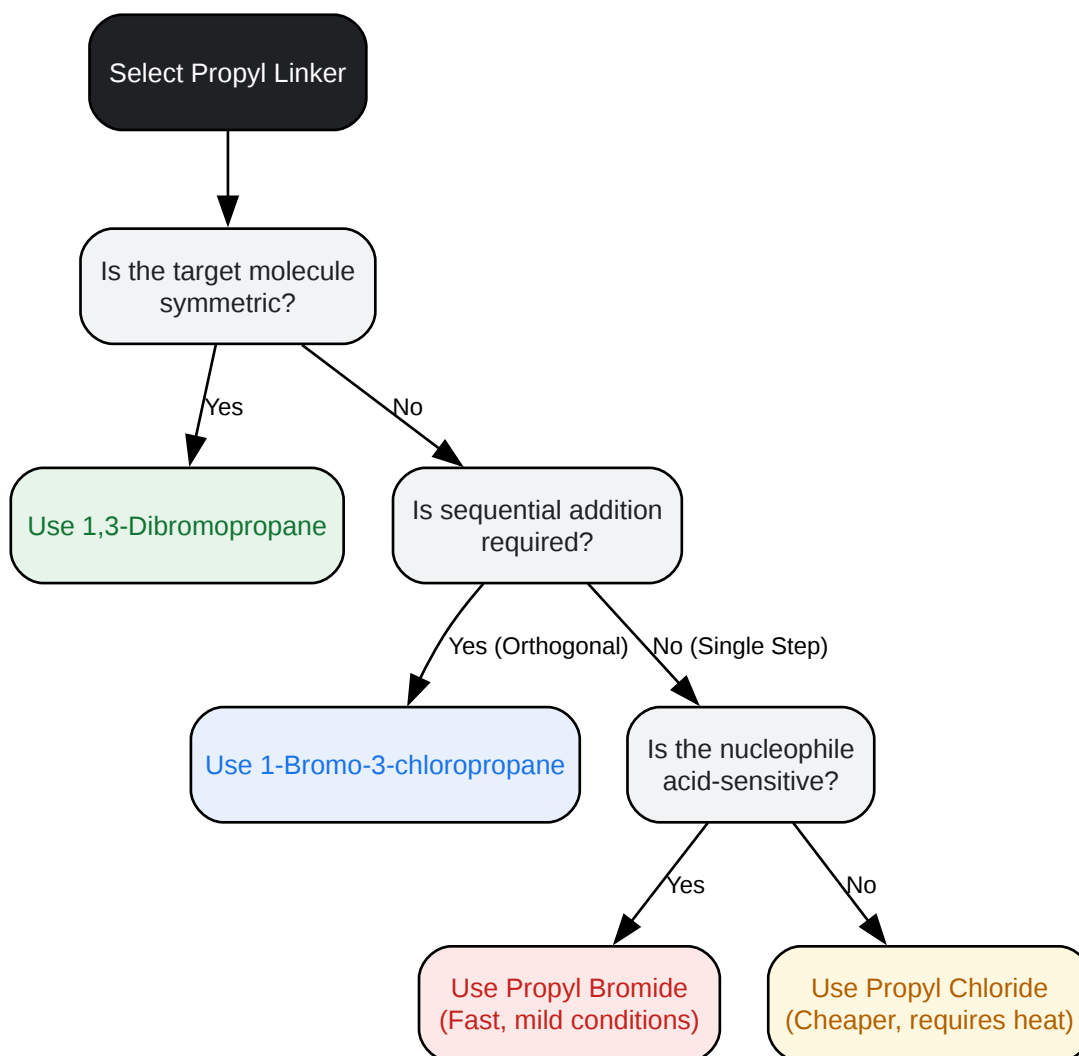 Select Propyl Linker
Is the target molecule
symmetric?
Yes
No
Use 1,3-Dibromopropane
Is sequential addition
required?
Yes (Orthogonal)
No (Single Step)
Use 1-Bromo-3-chloropropane
Is the nucleophile
acid-sensitive?
Yes
No
Use Propyl Bromide
(Fast, mild conditions)
Use Propyl Chloride
(Cheaper, requires heat)